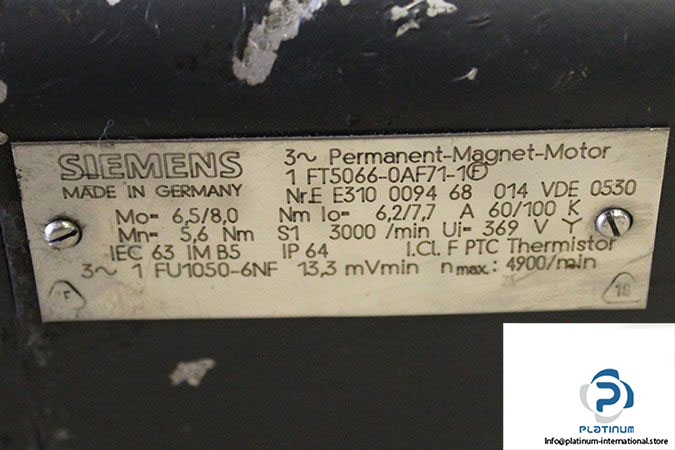 SIEMENS
MADE IN GERMANY
3~ Permanent-Magnet-Motor
1 FT5066-0AF71-1Ⓕ
Nr.E E310 0094 68 014 VDE 0530
Mo= 6,5/8,0 Nm Io= 6,2/7,7 A 60/100 K
Mn= 5,6 Nm S1 3000 /min Ui= 369 V Y
IEC 63 IM B5 IP 64 I.Cl. F PTC Thermistor
3~ 1 FU1050-6NF 13,3 mVmin nmax.: 4900/min
F
18
P
PLATINUM
INTERNATIONAL
Info@platinum-international.store